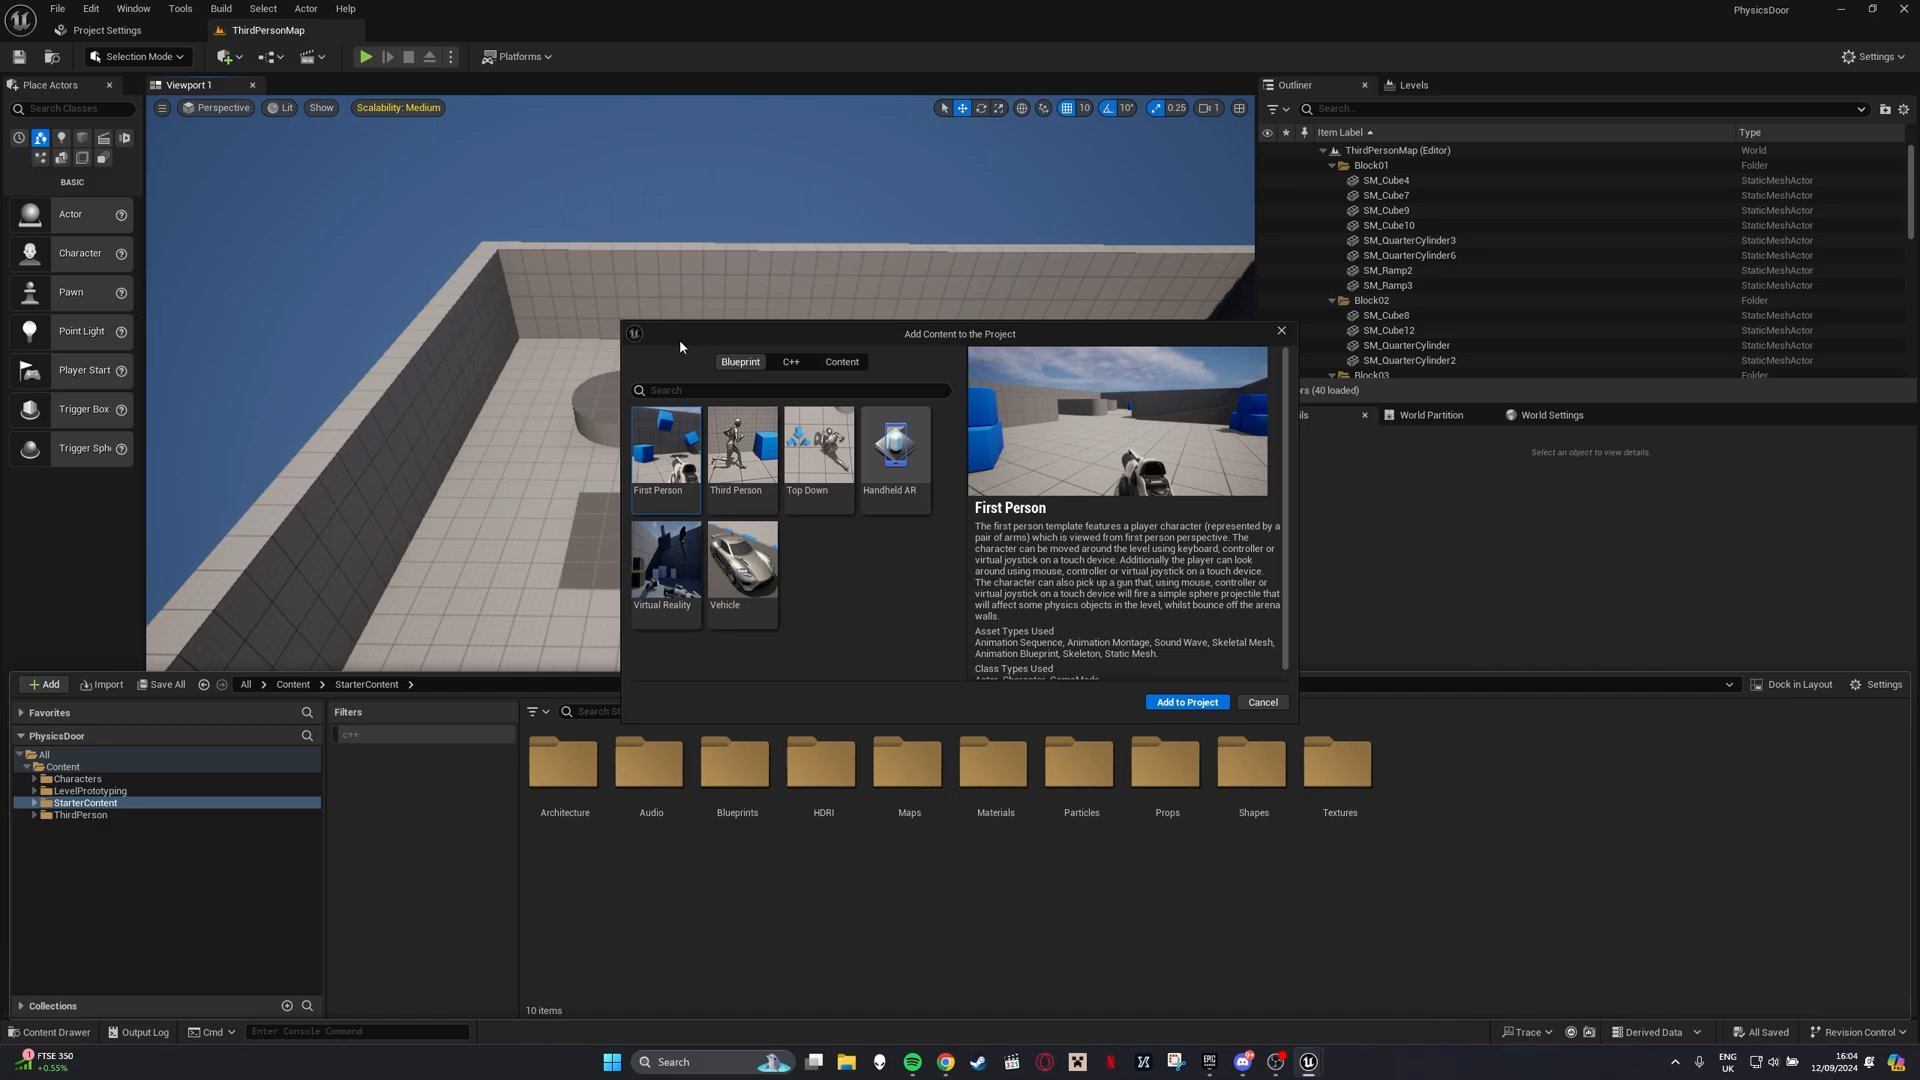 File Edit Window Tools Build Select Actor Help
PhysicsDoor
Project Settings
ThirdPersonMap
Selection Mode
Platforms
Settings
Place Actors
Viewport 1
Outliner
Levels
Search Classes
Perspective
Lit
Show
Scalability: Medium
10
10°
0.25
1
Search...
Item Label
Type
ThirdPersonMap (Editor) World
Block01 Folder
SM_Cube4 StaticMeshActor
SM_Cube7 StaticMeshActor
SM_Cube9 StaticMeshActor
SM_Cube10 StaticMeshActor
SM_QuarterCylinder3 StaticMeshActor
SM_QuarterCylinder6 StaticMeshActor
SM_Ramp2 StaticMeshActor
SM_Ramp3 StaticMeshActor
Block02 Folder
SM_Cube8 StaticMeshActor
SM_Cube12 StaticMeshActor
SM_QuarterCylinder StaticMeshActor
SM_QuarterCylinder2 StaticMeshActor
Block03 Folder
rs (40 loaded)
ils
World Partition
World Settings
Select an object to view details.
BASIC
Actor
Character
Pawn
Point Light
Player Start
Trigger Box
Trigger Sph
Add Content to the Project
Blueprint
C++
Content
Search
First Person
Third Person
Top Down
Handheld AR
Virtual Reality
Vehicle
First Person
The first person template features a player character (represented by a
pair of arms) which is viewed from first person perspective. The
character can be moved around the level using keyboard, controller or
virtual joystick on a touch device. Additionally the player can look
around using mouse, controller or virtual joystick on a touch device.
The character can also pick up a gun that, using mouse, controller or
virtual joystick on a touch device will fire a simple sphere projectile that
will affect some physics objects in the level, whilst bounce off the arena
walls.
Asset Types Used
Animation Sequence, Animation Montage, Sound Wave, Skeletal Mesh,
Animation Blueprint, Skeleton, Static Mesh.
Class Types Used
Actor, Character, GameMode
Add to Project
Cancel
Add
Import
Save All
All
Content
StarterContent
Dock in Layout
Settings
Favorites
Filters
Search St
PhysicsDoor
c++
All
Content
Characters
LevelPrototyping
StarterContent
ThirdPerson
Architecture
Audio
Blueprints
HDRI
Maps
Materials
Particles
Props
Shapes
Textures
Collections
10 items
Content Drawer
Output Log
Cmd
Enter Console Command
Trace
Derived Data
All Saved
Revision Control
1
FTSE 350
+0.55%
Search
ENG
UK
16:04
12/09/2024